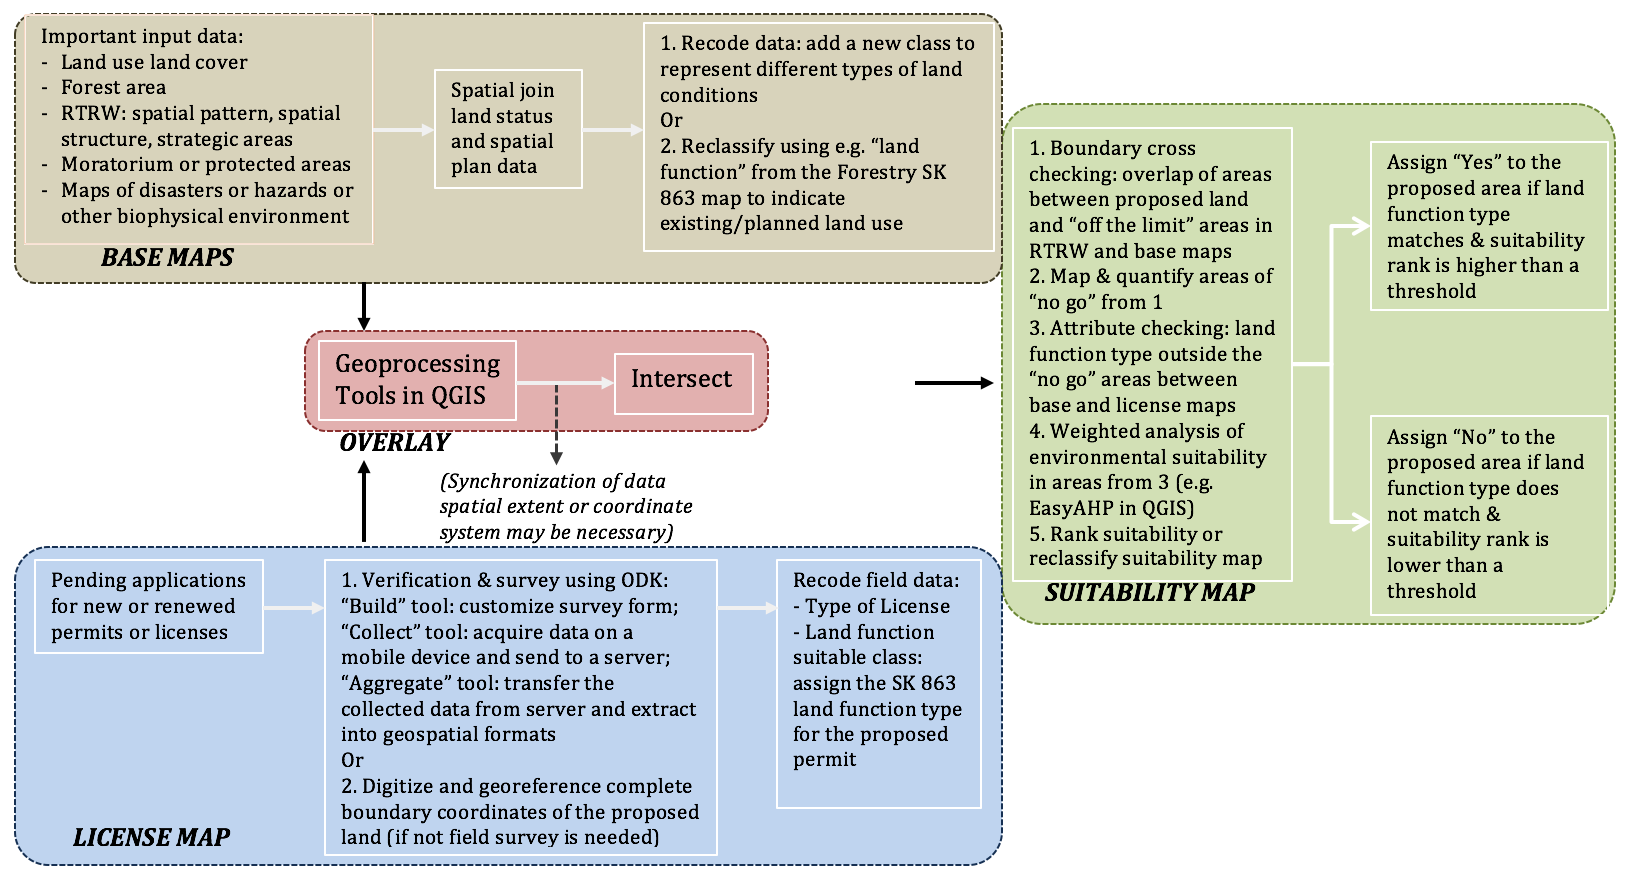 Important input data:
- Land use land cover
- Forest area
- RTRW: spatial pattern, spatial
structure, strategic areas
- Moratorium or protected areas
- Maps of disasters or hazards or
other biophysical environment
BASE MAPS
Spatial join
land status
and spatial
plan data
1. Recode data: add a new class to
represent different types of land
conditions
Or
2. Reclassify using e.g. “land
function” from the Forestry SK
863 map to indicate
existing/planned land use
Geoprocessing
Tools in QGIS
Intersect
OVERLAY
(Synchronization of data
spatial extent or coordinate
system may be necessary)
Pending applications
for new or renewed
permits or licenses
LICENSE MAP
1. Verification & survey using ODK:
“Build” tool: customize survey form;
“Collect” tool: acquire data on a
mobile device and send to a server;
“Aggregate” tool: transfer the
collected data from server and extract
into geospatial formats
Or
2. Digitize and georeference complete
boundary coordinates of the proposed
land (if not field survey is needed)
Recode field data:
- Type of License
- Land function
suitable class:
assign the SK 863
land function type
for the proposed
permit
1. Boundary cross
checking: overlap of areas
between proposed land
and “off the limit” areas in
RTRW and base maps
2. Map & quantify areas of
“no go” from 1
3. Attribute checking: land
function type outside the
“no go” areas between
base and license maps
4. Weighted analysis of
environmental suitability
in areas from 3 (e.g.
EasyAHP in QGIS)
5. Rank suitability or
reclassify suitability map
SUITABILITY MAP
Assign “Yes” to the
proposed area if land
function type
matches & suitability
rank is higher than a
threshold
Assign “No” to the
proposed area if land
function type does
not match &
suitability rank is
lower than a
threshold